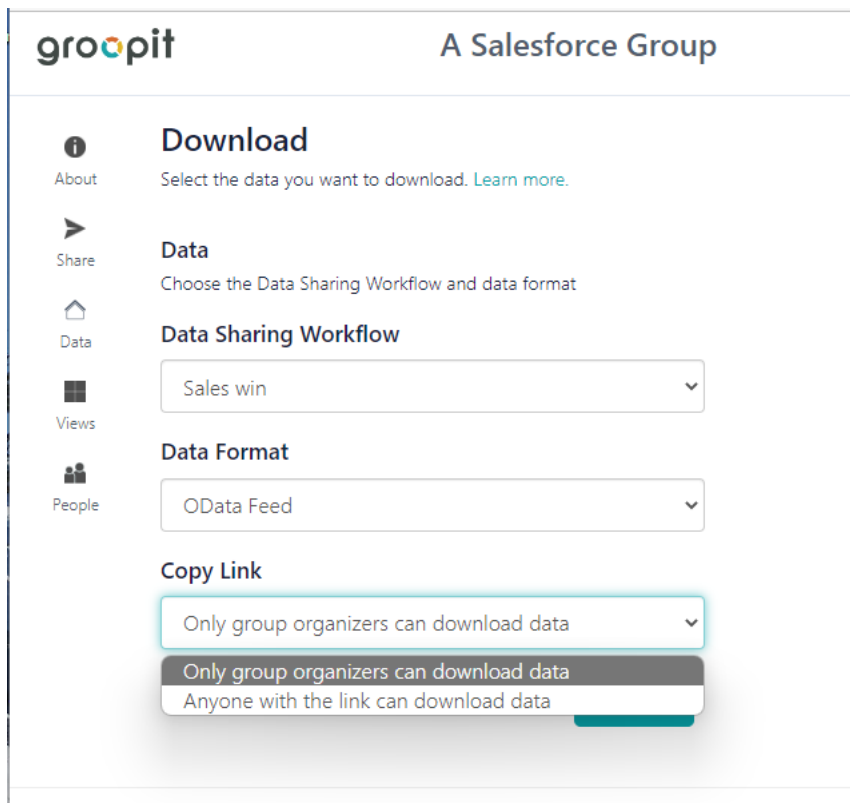 groopit
A Salesforce Group
About
Share
Data
Views
People
Download
Select the data you want to download. Learn more.
Data
Choose the Data Sharing Workflow and data format
Data Sharing Workflow
Sales win
Data Format
OData Feed
Copy Link
Only group organizers can download data
Only group organizers can download data
Anyone with the link can download data